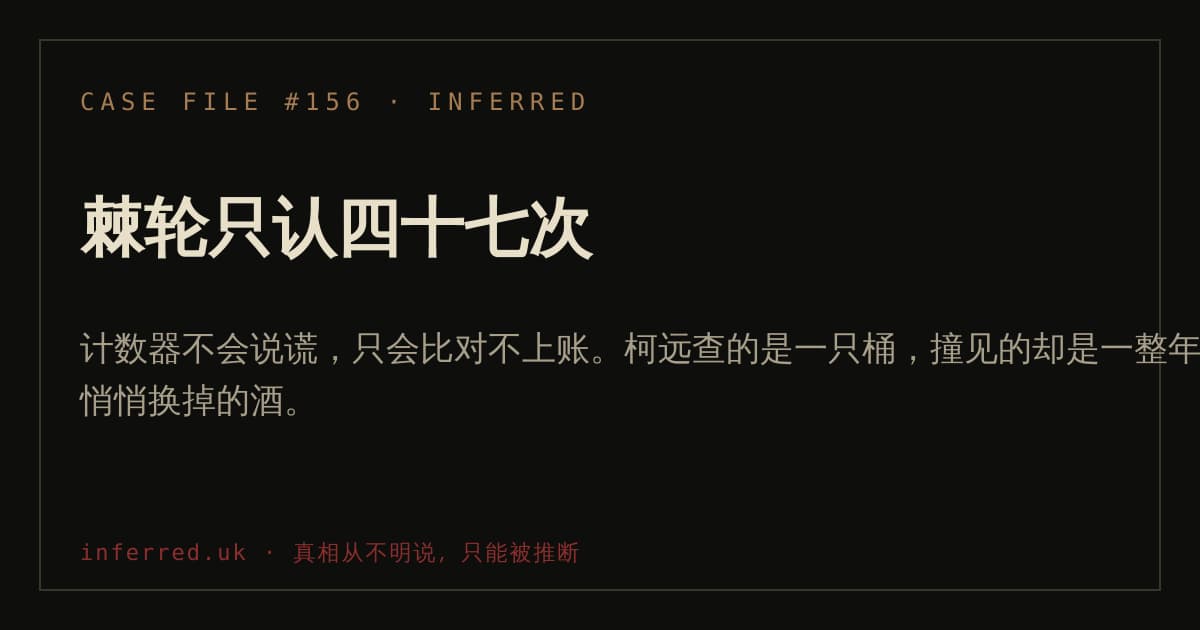 CASE FILE #156 · INFERRED
棘轮只认四十七次
计数器不会说谎，只会比对不上账。柯远查的是一只桶，撞见的却是一整年
悄悄换掉的酒。
inferred.uk · 真相从不明说，只能被推断